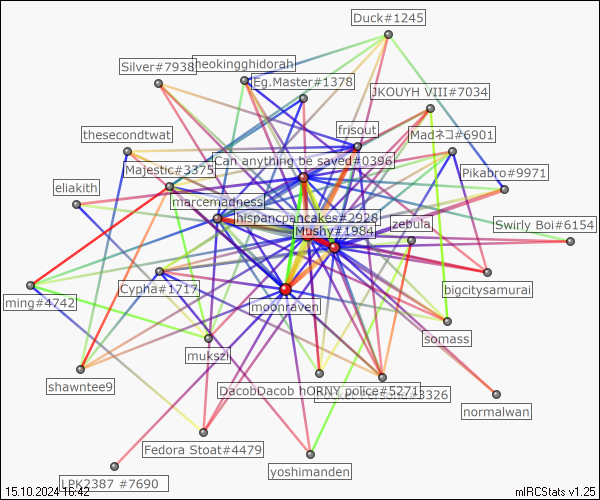 Duck#1245
Silver#7938
heokingghidorah
Eg.Master#1378
JKOUYH VIII#7034
thesecondtwat
frisout
Madネコ#6901
Majestic#3375
Can anything be saved#0396
Pikabro#9971
eliakith
marcemadness
hispancpancakes#2928
zebula
Swirly Boi#6154
Mushy#1984
ming#4742
Cypha#1717
moonraven
bigcitysamurai
somass
mukszi
shawntee9
DacobDacob hORNY police#5271
3326
normalwan
Fedora Stoat#4479
yoshimanden
LPK2387 #7690
15.10.2024 16:42
mIRCStats v1.25